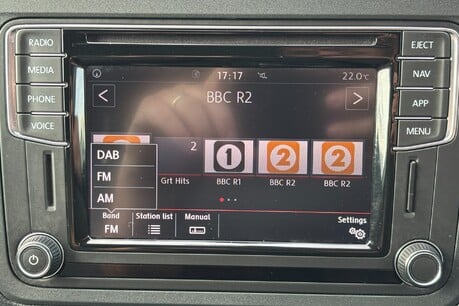 RADIO
MEDIA
PHONE
VOICE
EJECT
NAV
APP
MENU
17:17
22.0°C
BBC R2
2
1
2
2
Grt Hits
BBC R1
BBC R2
BBC R2
DAB
FM
AM
Band
FM
Station list
Manual
Settings